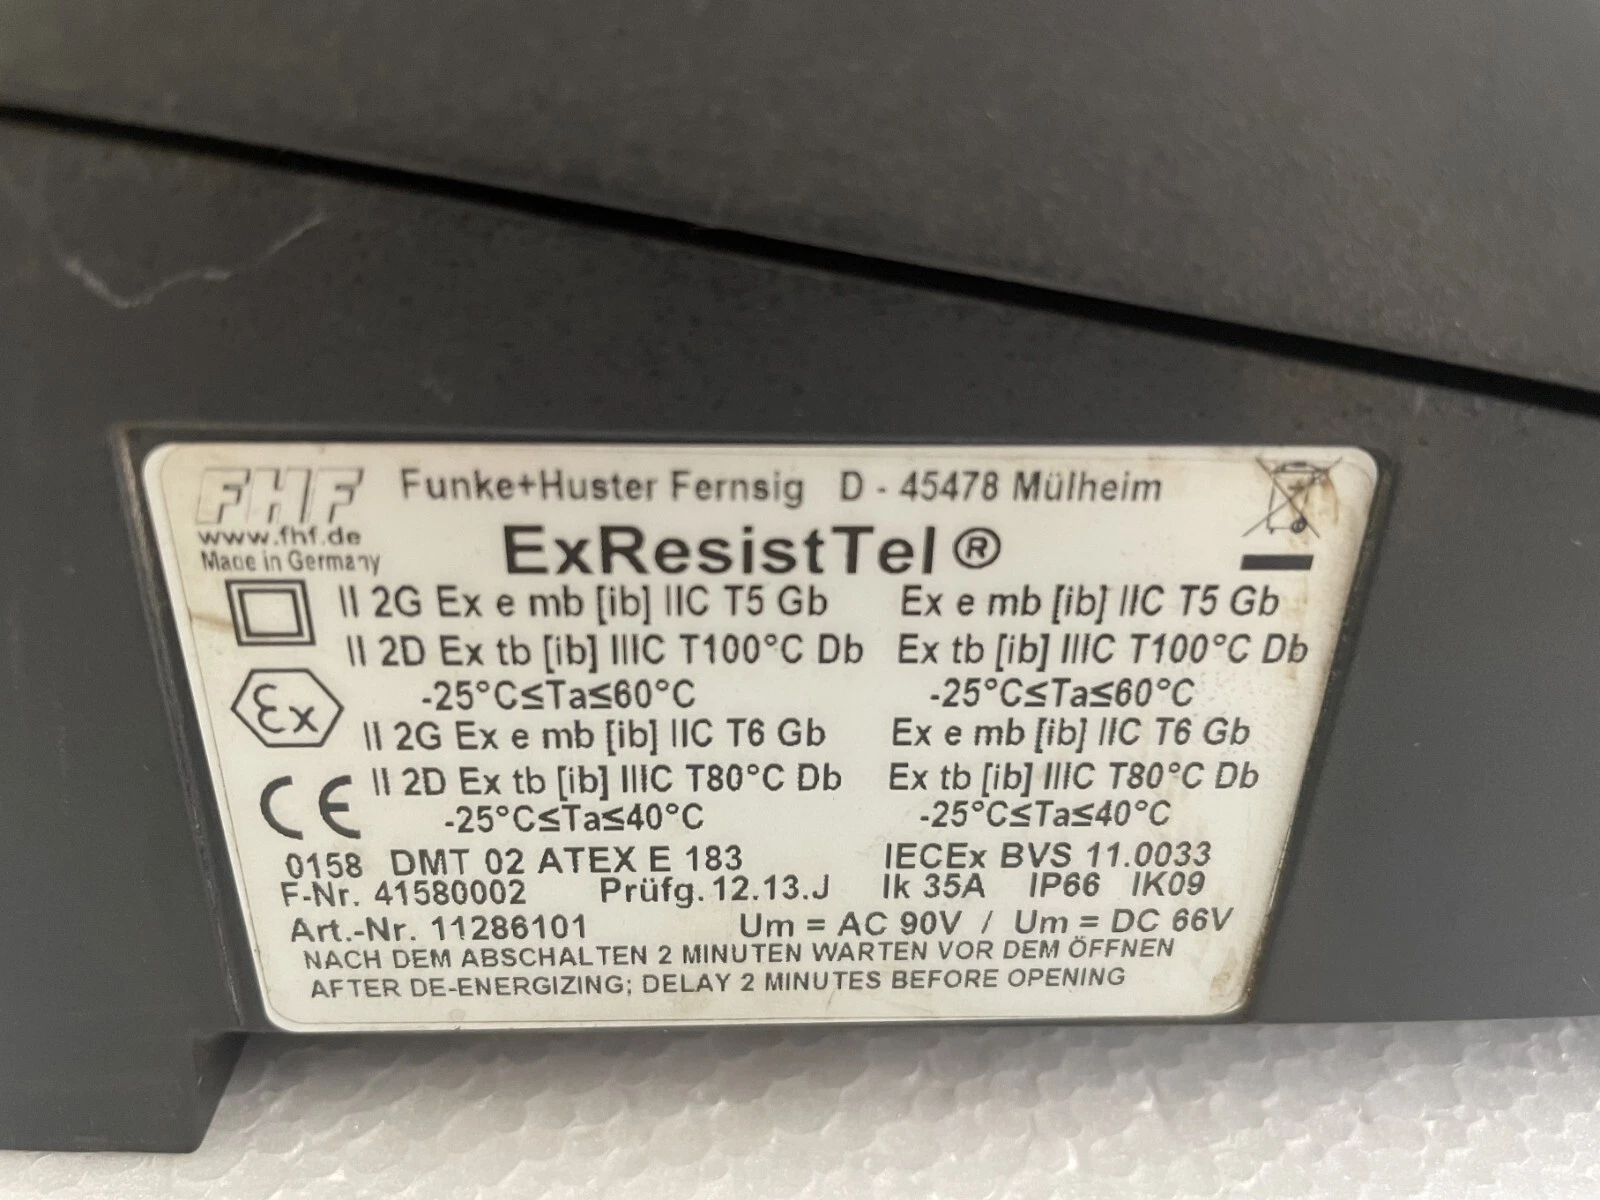 FHF Funke+Huster Fernsig D - 45478 Mülheim
www.fhf.de
Made in Germany
ExResistTel ®
II 2G Ex e mb [ib] IIC T5 Gb Ex e mb [ib] IIC T5 Gb
II 2D Ex tb [ib] IIIC T100°C Db Ex tb [ib] IIIC T100°C Db
-25°C≤Ta≤60°C -25°C≤Ta≤60°C
Ex
II 2G Ex e mb [ib] IIC T6 Gb Ex e mb [ib] IIC T6 Gb
II 2D Ex tb [ib] IIIC T80°C Db Ex tb [ib] IIIC T80°C Db
CE -25°C≤Ta≤40°C -25°C≤Ta≤40°C
0158 DMT 02 ATEX E 183 IECEx BVS 11.0033
F-Nr. 41580002 Prüfg. 12.13.J Ik 35A IP66 IK09
Art.-Nr. 11286101 Um = AC 90V / Um = DC 66V
NACH DEM ABSCHALTEN 2 MINUTEN WARTEN VOR DEM ÖFFNEN
AFTER DE-ENERGIZING; DELAY 2 MINUTES BEFORE OPENING